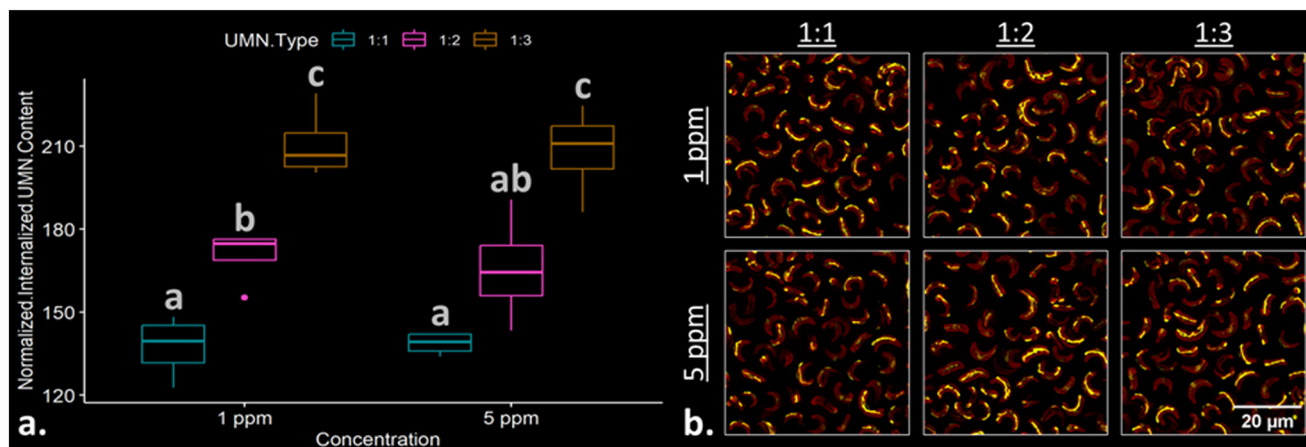 UMN.Type 1:1 1:2 1:3
Normalized.Internalized.UMN.Content
210
180
150
120
a
b
c
a
ab
c
1 ppm 5 ppm
Concentration
a.
1:1 1:2 1:3
1 ppm
5 ppm
20 µm
b.